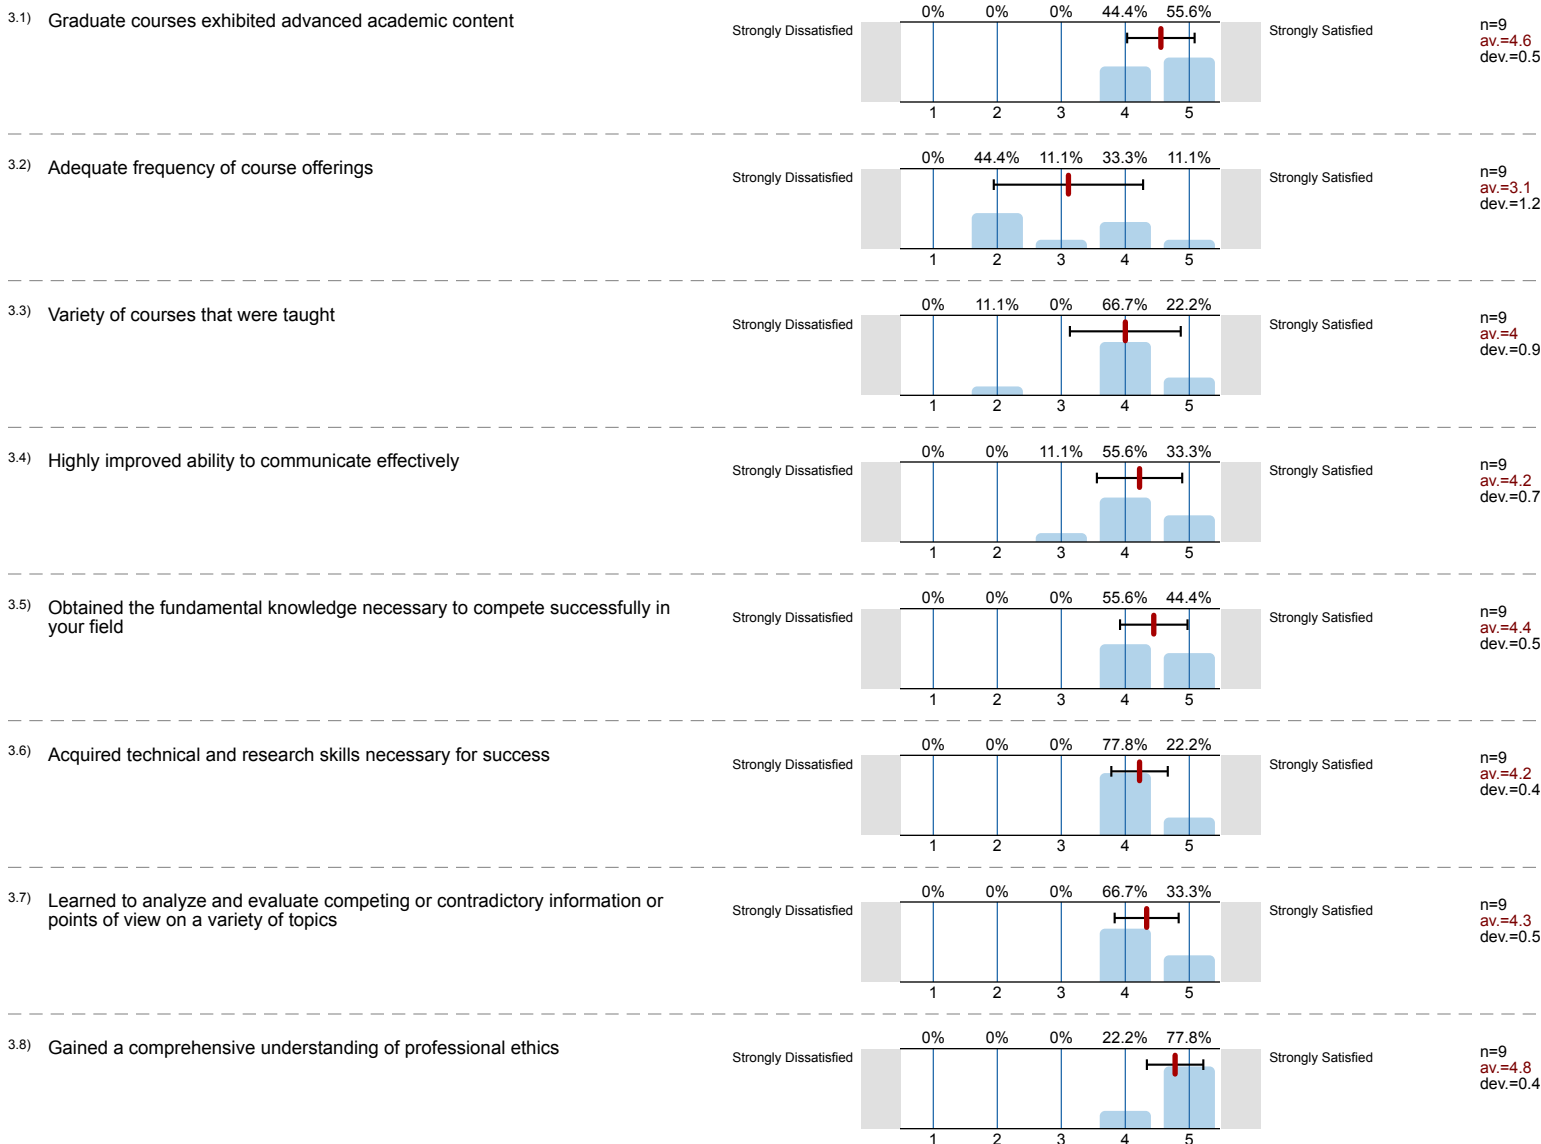 3.1) Graduate courses exhibited advanced academic content
Strongly Dissatisfied
0% 0% 0% 44.4% 55.6%
1 2 3 4 5
Strongly Satisfied
n=9
av.=4.6
dev.=0.5
3.2) Adequate frequency of course offerings
Strongly Dissatisfied
0% 44.4% 11.1% 33.3% 11.1%
1 2 3 4 5
Strongly Satisfied
n=9
av.=3.1
dev.=1.2
3.3) Variety of courses that were taught
Strongly Dissatisfied
0% 11.1% 0% 66.7% 22.2%
1 2 3 4 5
Strongly Satisfied
n=9
av.=4
dev.=0.9
3.4) Highly improved ability to communicate effectively
Strongly Dissatisfied
0% 0% 11.1% 55.6% 33.3%
1 2 3 4 5
Strongly Satisfied
n=9
av.=4.2
dev.=0.7
3.5) Obtained the fundamental knowledge necessary to compete successfully in
your field
Strongly Dissatisfied
0% 0% 0% 55.6% 44.4%
1 2 3 4 5
Strongly Satisfied
n=9
av.=4.4
dev.=0.5
3.6) Acquired technical and research skills necessary for success
Strongly Dissatisfied
0% 0% 0% 77.8% 22.2%
1 2 3 4 5
Strongly Satisfied
n=9
av.=4.2
dev.=0.4
3.7) Learned to analyze and evaluate competing or contradictory information or
points of view on a variety of topics
Strongly Dissatisfied
0% 0% 0% 66.7% 33.3%
1 2 3 4 5
Strongly Satisfied
n=9
av.=4.3
dev.=0.5
3.8) Gained a comprehensive understanding of professional ethics
Strongly Dissatisfied
0% 0% 0% 22.2% 77.8%
1 2 3 4 5
Strongly Satisfied
n=9
av.=4.8
dev.=0.4